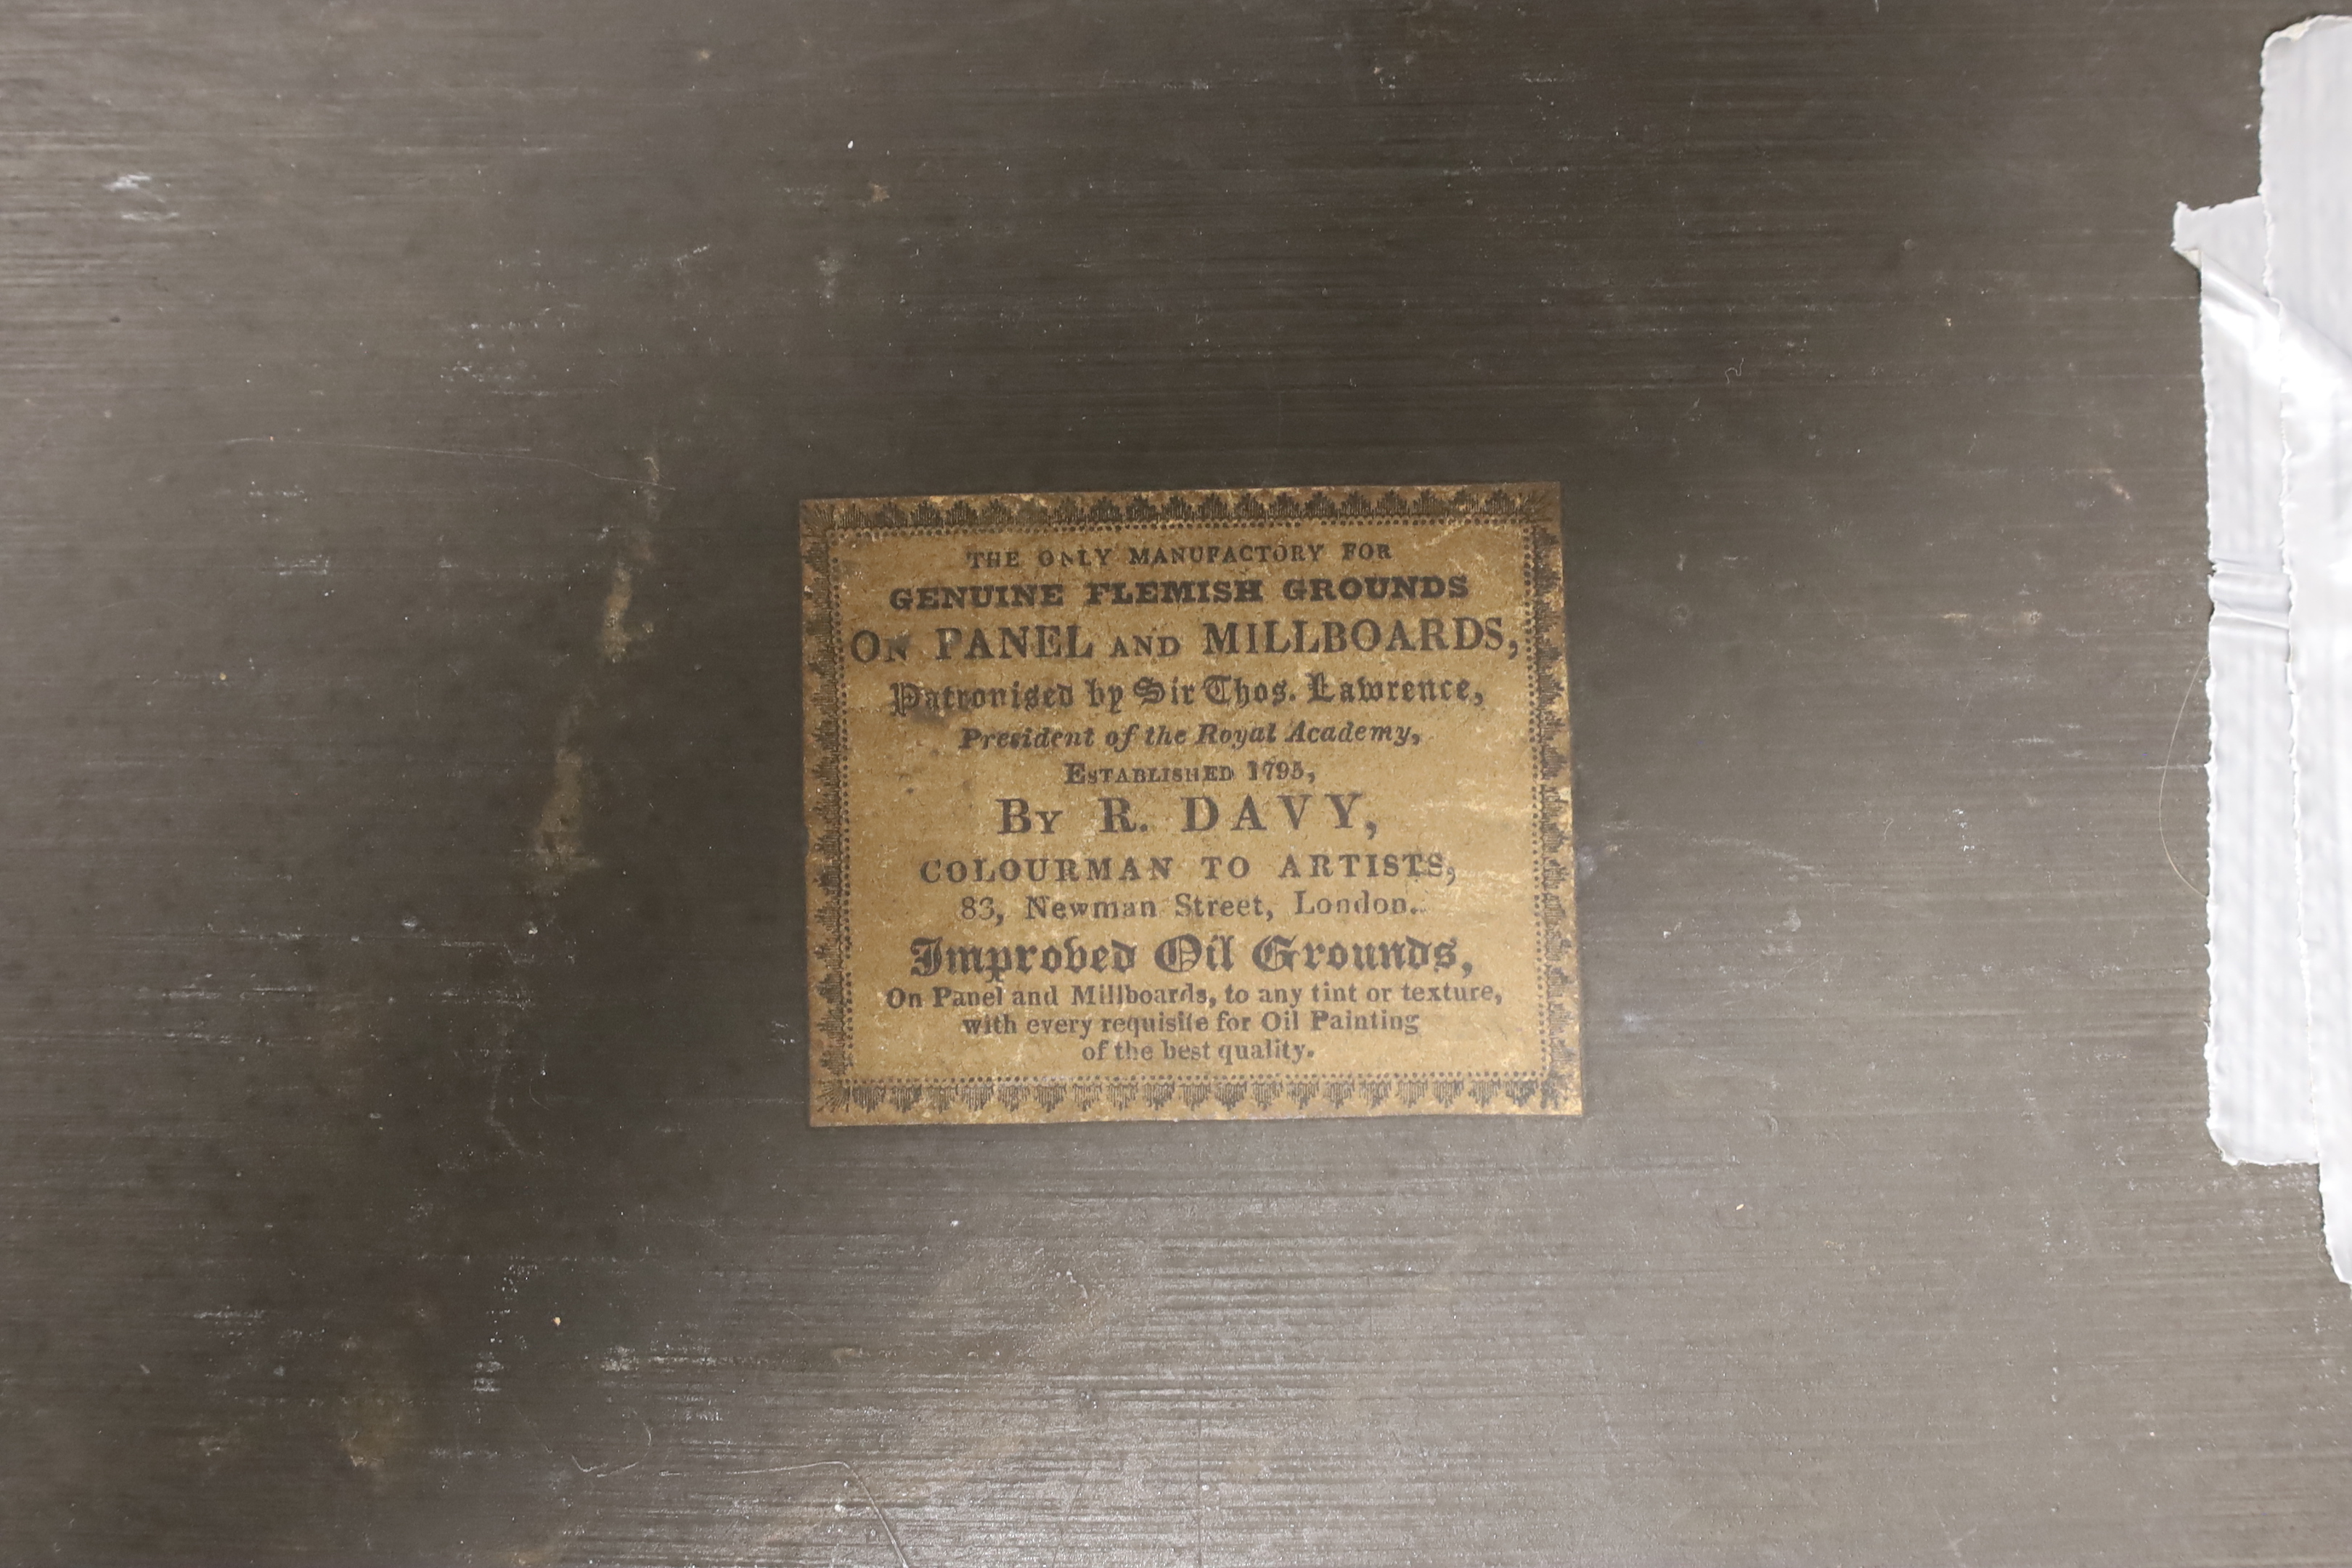 THE ONLY MANUFACTORY FOR
GENUINE FLEMISH GROUNDS
ON PANEL AND MILLBOARDS,
Patronised by Sir Thos. Lawrence,
President of the Royal Academy,
ESTABLISHED 1795,
BY R. DAVY,
COLOURMAN TO ARTISTS,
83, Newman Street, London.
Improved Oil Grounds,
On Panel and Millboards, to any tint or texture,
with every requisite for Oil Painting
of the best quality.